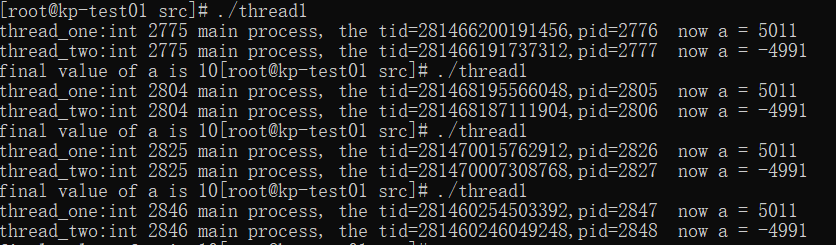 [root@kp-test01 src]# ./thread1
thread_one:int 2775 main process, the tid=281466200191456,pid=2776  now a = 5011
thread_two:int 2775 main process, the tid=281466191737312,pid=2777  now a = -4991
final value of a is 10[root@kp-test01 src]# ./thread1
thread_one:int 2804 main process, the tid=281468195566048,pid=2805  now a = 5011
thread_two:int 2804 main process, the tid=281468187111904,pid=2806  now a = -4991
final value of a is 10[root@kp-test01 src]# ./thread1
thread_one:int 2825 main process, the tid=281470015762912,pid=2826  now a = 5011
thread_two:int 2825 main process, the tid=281470007308768,pid=2827  now a = -4991
final value of a is 10[root@kp-test01 src]# ./thread1
thread_one:int 2846 main process, the tid=281460254503392,pid=2847  now a = 5011
thread_two:int 2846 main process, the tid=281460246049248,pid=2848  now a = -4991